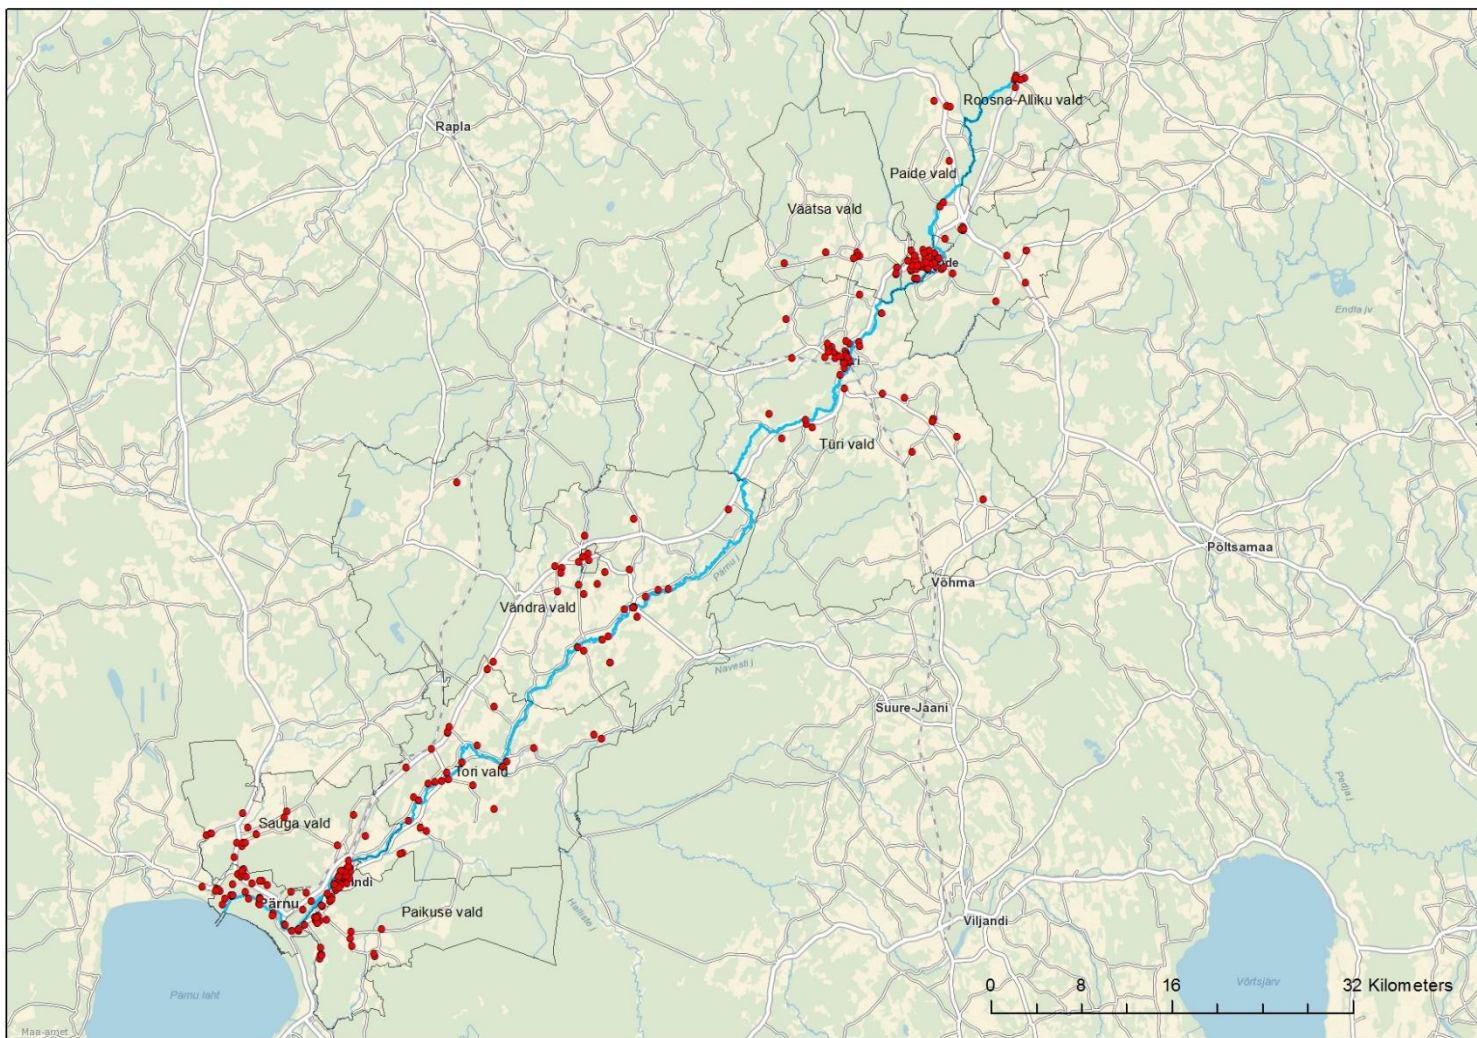 Roosna-Alliku vald
Rapla
Paide vald
Väätsa vald
Endla jv
Türi vald
Põltsamaa
Pärnu j
Võhma
Vändra vald
Navesti j
Suure-Jaani
Tori vald
Pedja j
Sauga vald
Pärnu
Paikuse vald
Halliste j
Viljandi
Võrtsjärv
Pärnu laht
0 8 16 32 Kilometers
Maa-amet